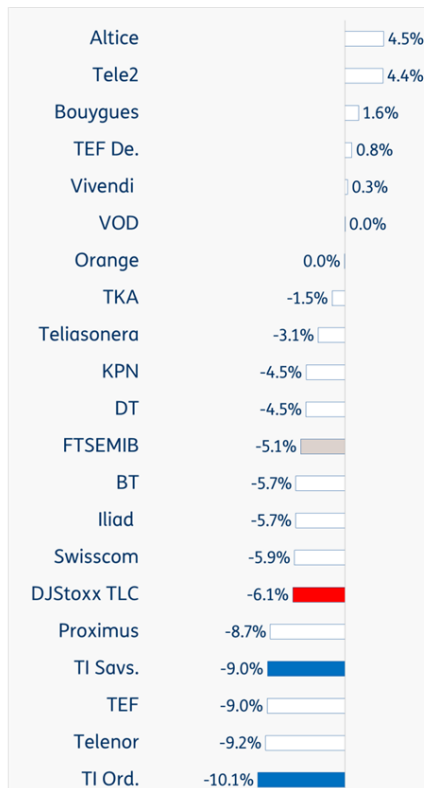 Altice 4.5%
Tele2 4.4%
Bouygues 1.6%
TEF De. 0.8%
Vivendi 0.3%
VOD 0.0%
Orange 0.0%
TKA -1.5%
Teliasonera -3.1%
KPN -4.5%
DT -4.5%
FTSEMIB -5.1%
BT -5.7%
Iliad -5.7%
Swisscom -5.9%
DJStoxx TLC -6.1%
Proximus -8.7%
TI Savs. -9.0%
TEF -9.0%
Telenor -9.2%
TI Ord. -10.1%